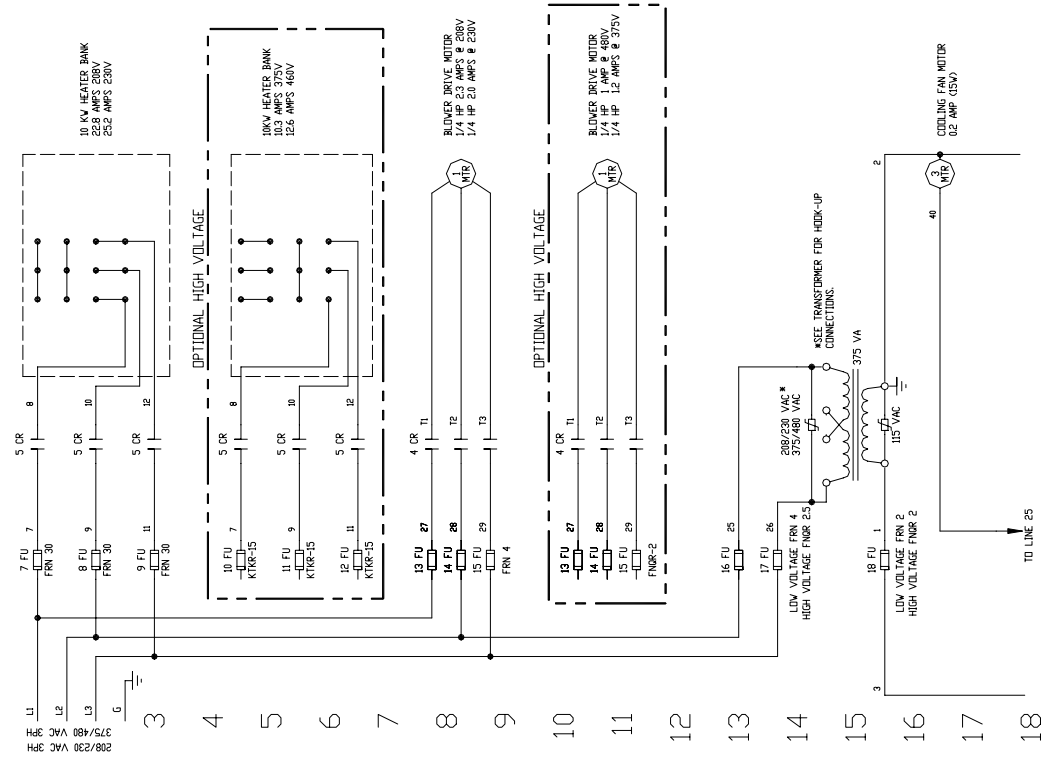 L1
L2
L3
G
208/230 VAC 3PH
375/480 VAC 3PH
7 FU
FRN 30
7
5 CR
8
8 FU
FRN 30
9
5 CR
10
9 FU
FRN 30
11
5 CR
12
10 KW HEATER BANK
22.8 AMPS 208V
25.2 AMPS 230V
3
4
OPTIONAL HIGH VOLTAGE
10 FU
KTKR-15
7
5 CR
8
11 FU
KTKR-15
9
5 CR
10
12 FU
KTKR-15
11
5 CR
12
10KW HEATER BANK
10.3 AMPS 375V
12.6 AMPS 460V
5
6
7
13 FU
27
4 CR
T1
14 FU
28
T2
15 FU
29
T3
FRN 4
1
MTR
BLOWER DRIVE MOTOR
1/4 HP 2.3 AMPS @ 208V
1/4 HP 2.0 AMPS @ 230V
8
9
OPTIONAL HIGH VOLTAGE
13 FU
27
4 CR
T1
14 FU
28
T2
15 FU
29
T3
FNQR-2
1
MTR
BLOWER DRIVE MOTOR
1/4 HP 1 AMP @ 480V
1/4 HP 1.2 AMPS @ 375V
10
11
12
13
16 FU
25
17 FU
26
LOW VOLTAGE FRN 4
HIGH VOLTAGE FNQR 2.5
208/230 VAC*
375/480 VAC
*SEE TRANSFORMER FOR HOOK-UP
CONNECTIONS.
375 VA
14
15
115 VAC
3
18 FU
1
2
LOW VOLTAGE FRN 2
HIGH VOLTAGE FNQR 2
16
40
3
MTR
COOLING FAN MOTOR
0.2 AMP (15W)
17
TO LINE 25
18